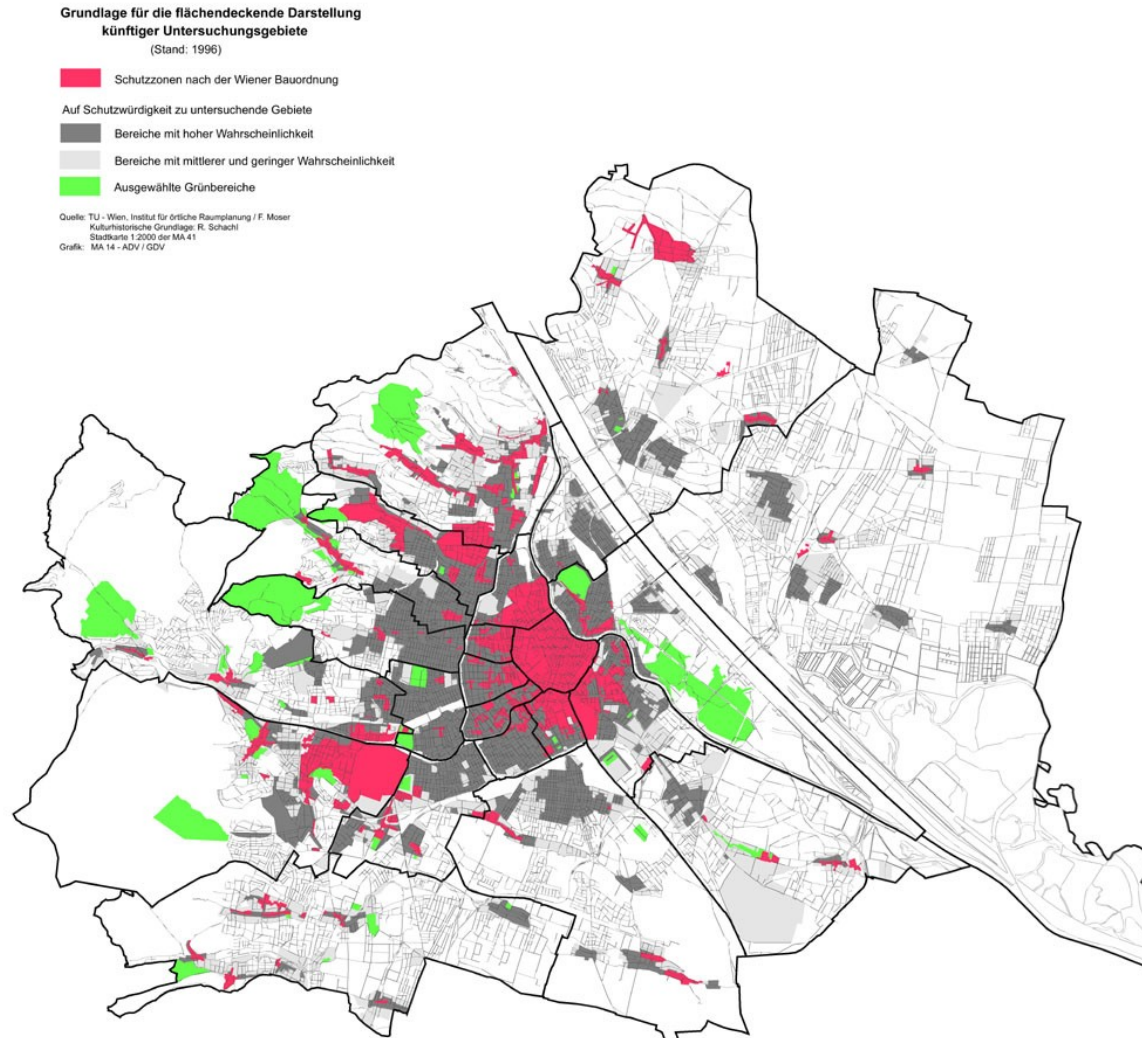 Grundlage für die flächendeckende Darstellung
künftiger Untersuchungsgebiete
(Stand: 1996)
Schutzzonen nach der Wiener Bauordnung
Auf Schutzwürdigkeit zu untersuchende Gebiete
Bereiche mit hoher Wahrscheinlichkeit
Bereiche mit mittlerer und geringer Wahrscheinlichkeit
Ausgewählte Grünbereiche
Quelle: TU - Wien, Institut für örtliche Raumplanung / F. Moser
Kulturhistorische Grundlage: R. Schachl
Stadtkarte 1:2000 der MA 41
Grafik: MA 14 - ADV / GDV